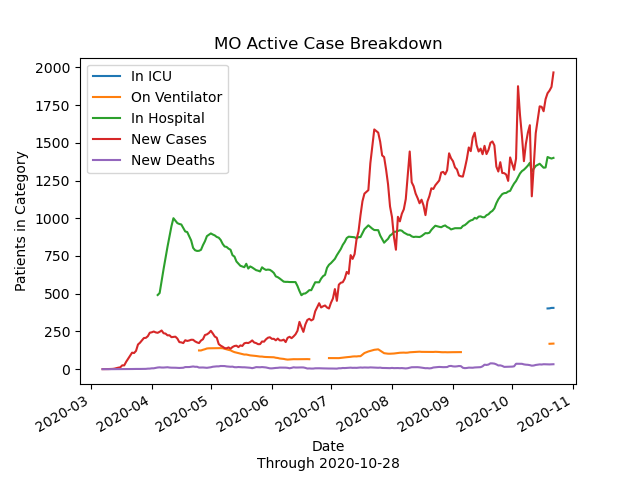 MO Active Case Breakdown
In ICU
On Ventilator
In Hospital
New Cases
New Deaths
Patients in Category
2000
1750
1500
1250
1000
750
500
250
0
2020-03
2020-04
2020-05
2020-06
2020-07
2020-08
2020-09
2020-10
2020-11
Date
Through 2020-10-28